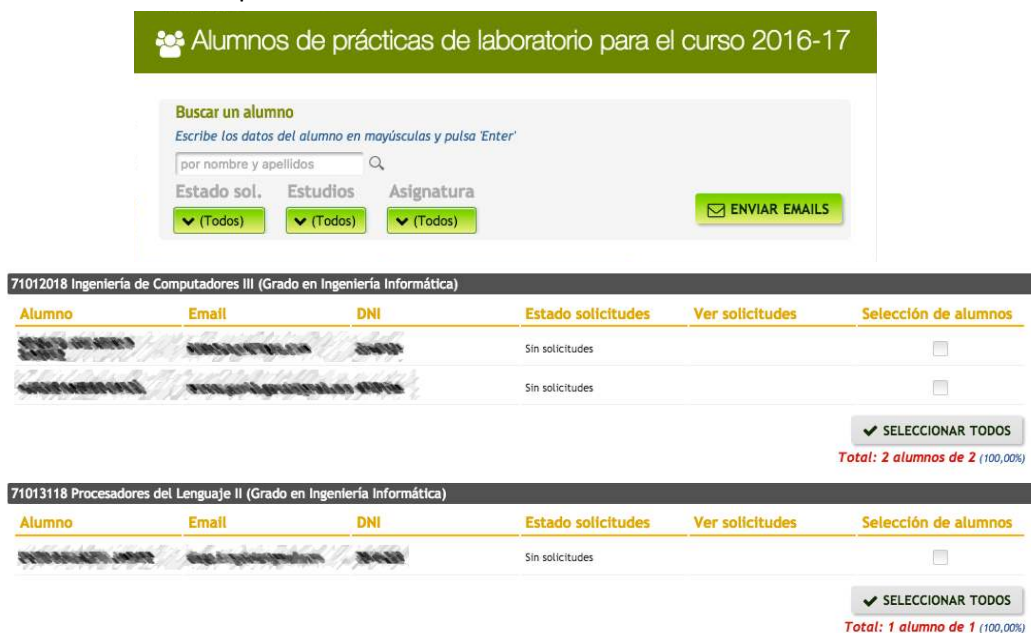 Alumnos de prácticas de laboratorio para el curso 2016-17
Buscar un alumno
Escribe los datos del alumno en mayúsculas y pulsa 'Enter'
por nombre y apellidos
Estado sol. Estudios Asignatura
(Todos) (Todos) (Todos) ENVIAR EMAILS
71012018 Ingeniería de Computadores III (Grado en Ingeniería Informática)
Alumno Email DNI Estado solicitudes Ver solicitudes Selección de alumnos
Sin solicitudes
Sin solicitudes
SELECCIONAR TODOS
Total: 2 alumnos de 2 (100,00%)
71013118 Procesadores del Lenguaje II (Grado en Ingeniería Informática)
Alumno Email DNI Estado solicitudes Ver solicitudes Selección de alumnos
Sin solicitudes
SELECCIONAR TODOS
Total: 1 alumno de 1 (100,00%)